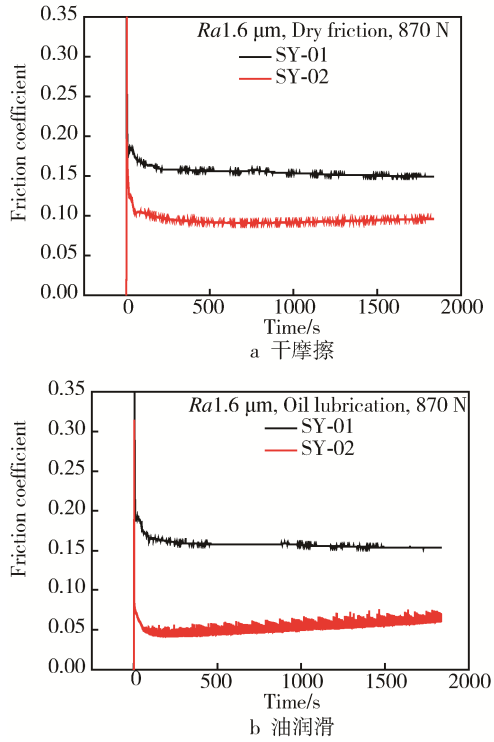 0.35
Ra1.6 μm, Dry friction, 870 N
SY-01
SY-02
0.30
0.25
0.20
0.15
0.10
0.05
0.00
Friction coefficient
0 500 1000 1500 2000
Time/s
a 干摩擦
0.35
Ra1.6 μm, Oil lubrication, 870 N
SY-01
SY-02
0.30
0.25
0.20
0.15
0.10
0.05
0.00
Friction coefficient
0 500 1000 1500 2000
Time/s
b 油润滑